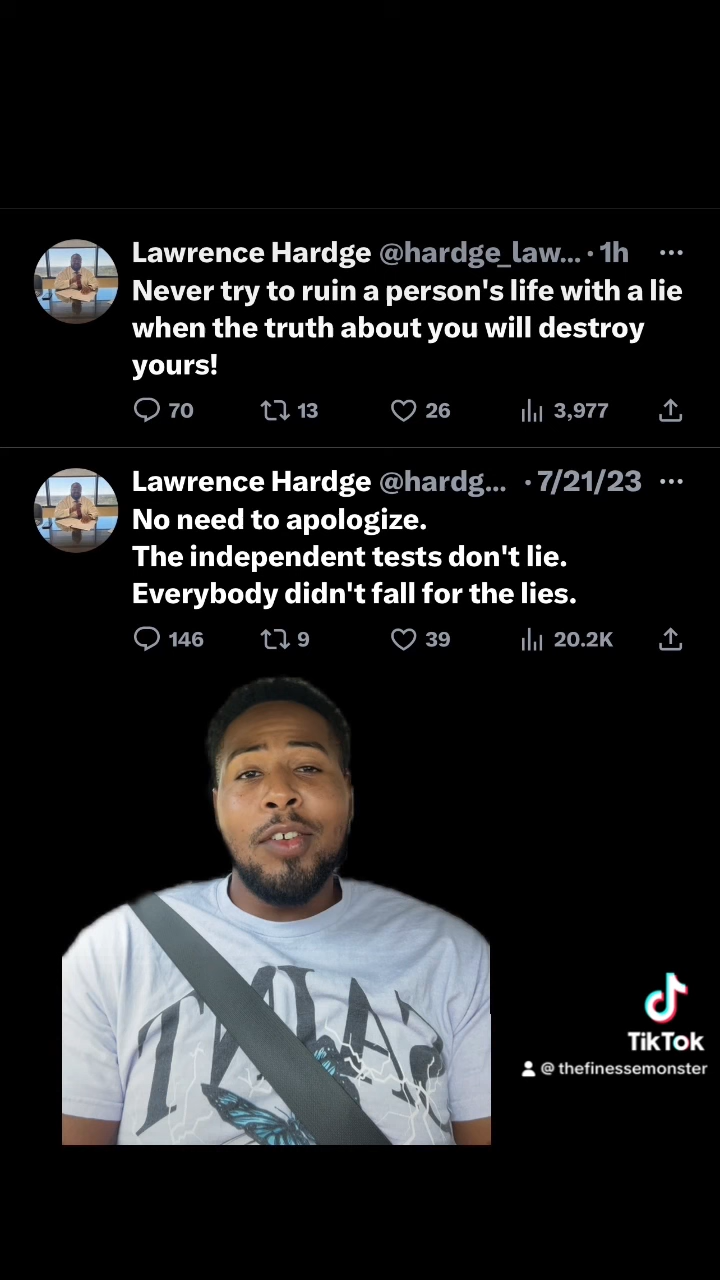 Lawrence Hardge @hardge_law... · 1h
Never try to ruin a person's life with a lie
when the truth about you will destroy
yours!
70 13 26 3,977
Lawrence Hardge @hardg... · 7/21/23
No need to apologize.
The independent tests don't lie.
Everybody didn't fall for the lies.
146 9 39 20.2K
TikTok
@thefinessemonster